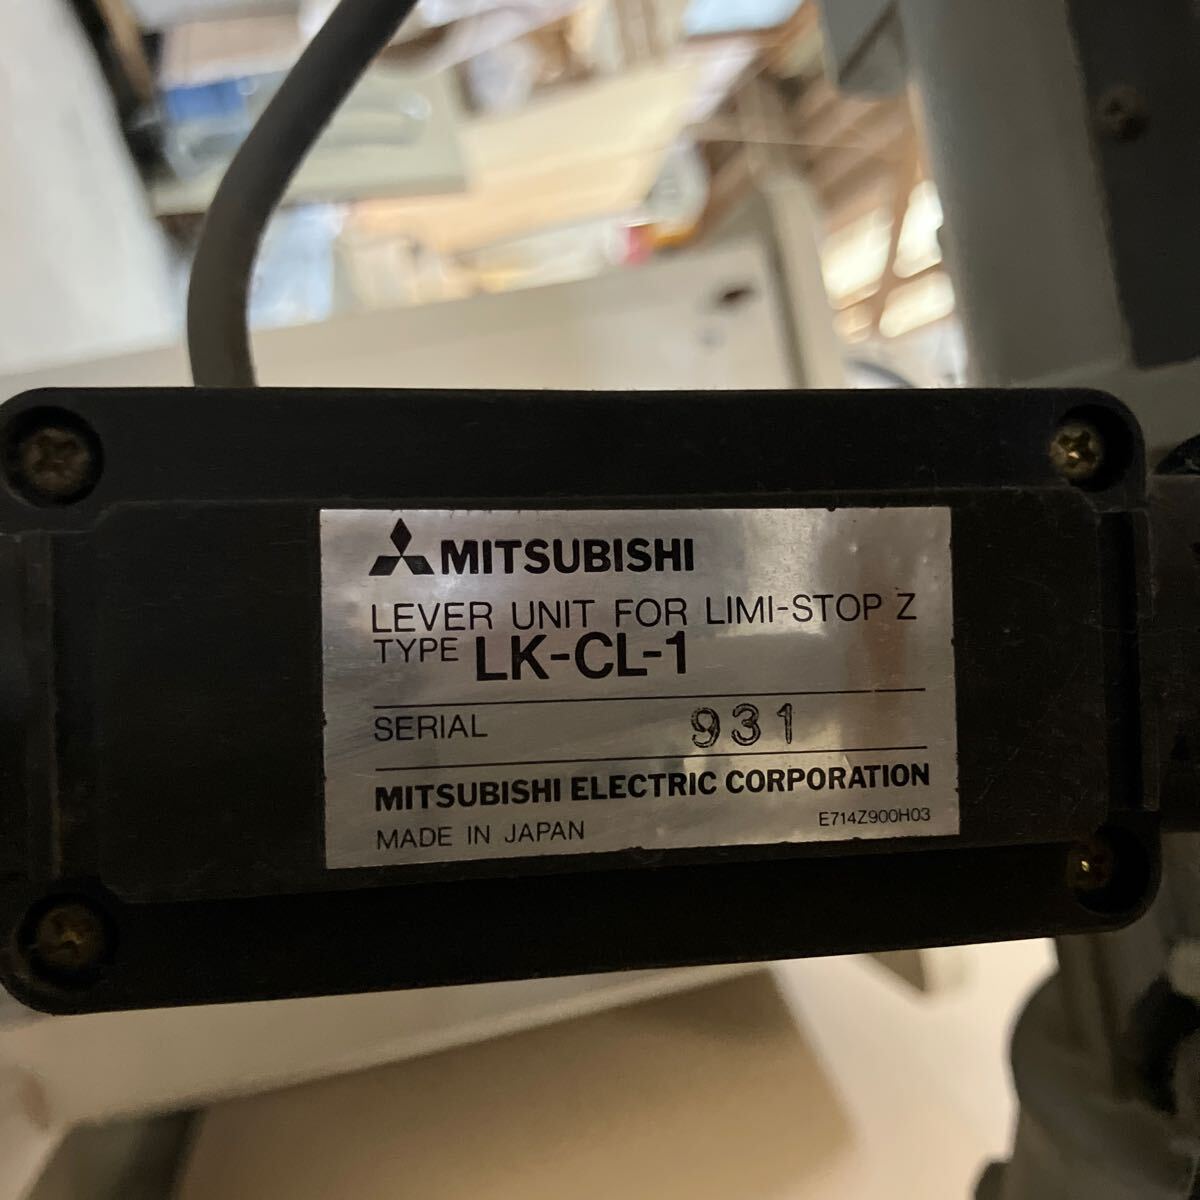 MITSUBISHI
LEVER UNIT FOR LIMI-STOP Z
TYPE LK-CL-1
SERIAL 931
MITSUBISHI ELECTRIC CORPORATION
MADE IN JAPAN E714Z900H03